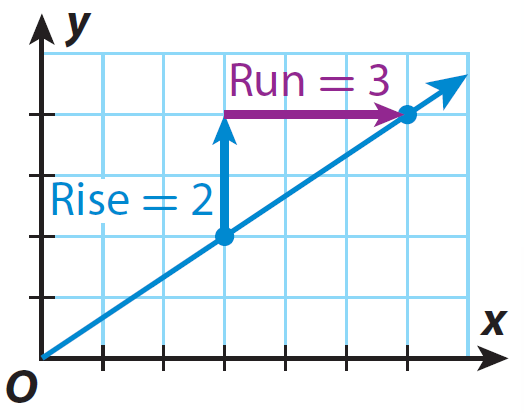 y
Run = 3
Rise = 2
x
O